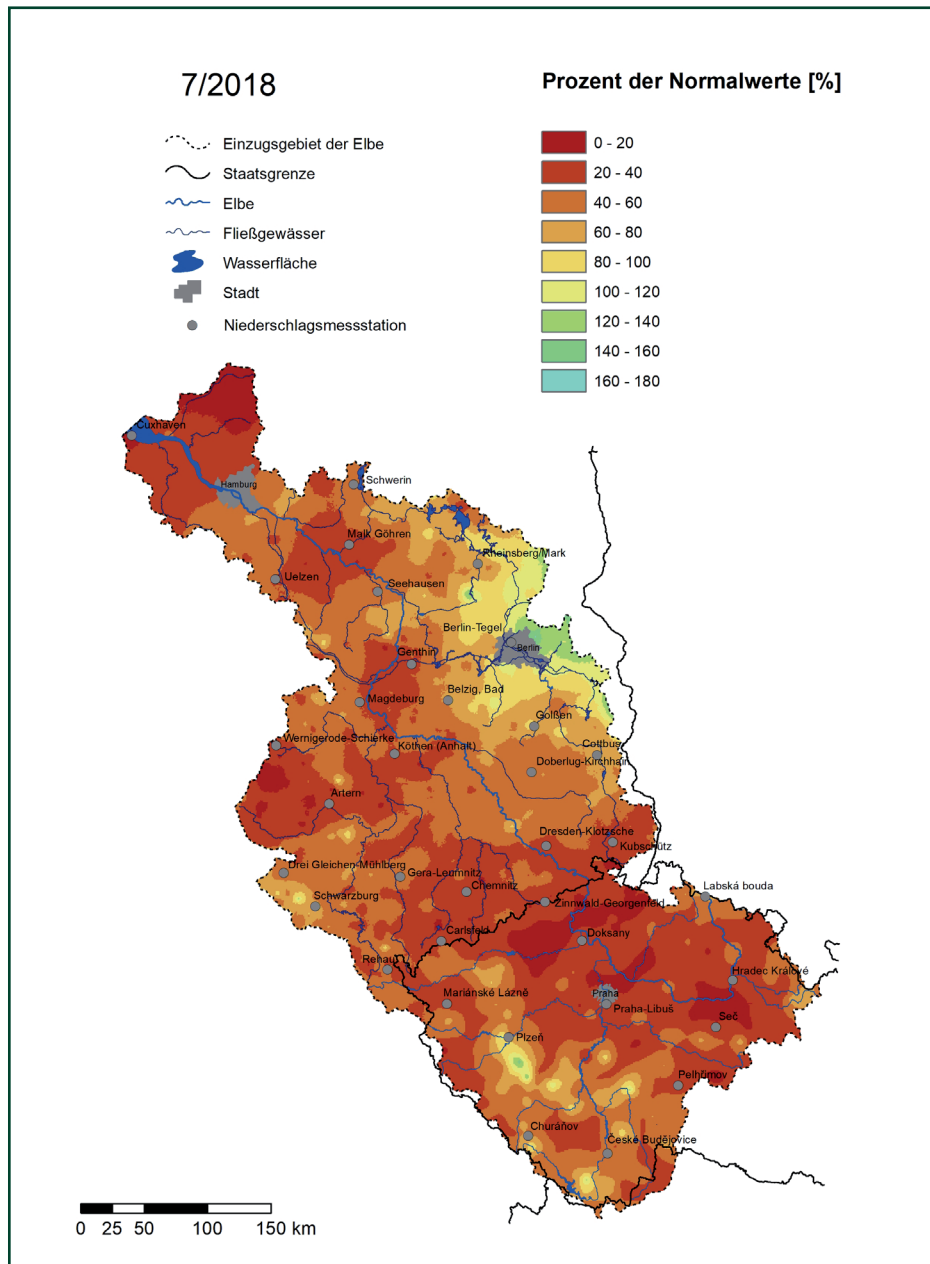 7/2018
Prozent der Normalwerte [%]
Einzugsgebiet der Elbe
Staatsgrenze
Elbe
Fließgewässer
Wasserfläche
Stadt
Niederschlagsmessstation
0 - 20
20 - 40
40 - 60
60 - 80
80 - 100
100 - 120
120 - 140
140 - 160
160 - 180
Cuxhaven
Hamburg
Schwerin
Malk Göhren
Rheinsberg/Mark
Uelzen
Seehausen
Berlin-Tegel
Berlin
Genthin
Belzig, Bad
Magdeburg
Golßen
Wernigerode-Schierke
Köthen (Anhalt)
Cottbus
Doberlug-Kirchhain
Artern
Dresden-Klotzsche
Kubschütz
Drei Gleichen-Mühlberg
Gera-Leumnitz
Chemnitz
Labská bouda
Schwarzburg
Zinnwald-Georgenfeld
Carlsfeld
Doksany
Rehau
Hradec Králové
Mariánské Lázně
Praha
Praha-Libuš
Seč
Plzeň
Pelhřimov
Churáňov
České Budějovice
0 25 50 100 150 km